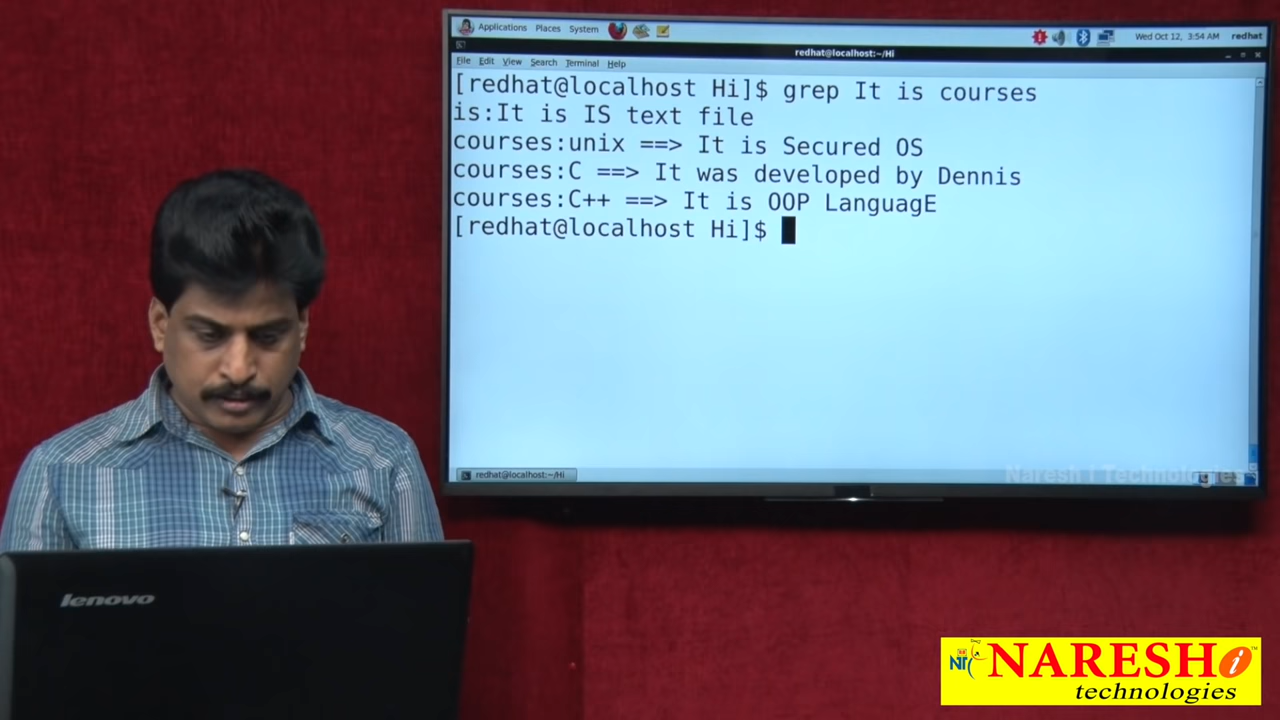 Applications Places System
Wed Oct 12, 3:54 AM redhat
redhat@localhost:~/Hi
File Edit View Search Terminal Help
[redhat@localhost Hi]$ grep It is courses
is:It is IS text file
courses:unix ==> It is Secured OS
courses:C ==> It was developed by Dennis
courses:C++ ==> It is OOP LanguagE
[redhat@localhost Hi]$
redhat@localhost:~/Hi
Naresh I Technologies
lenovo
NARESH i
technologies